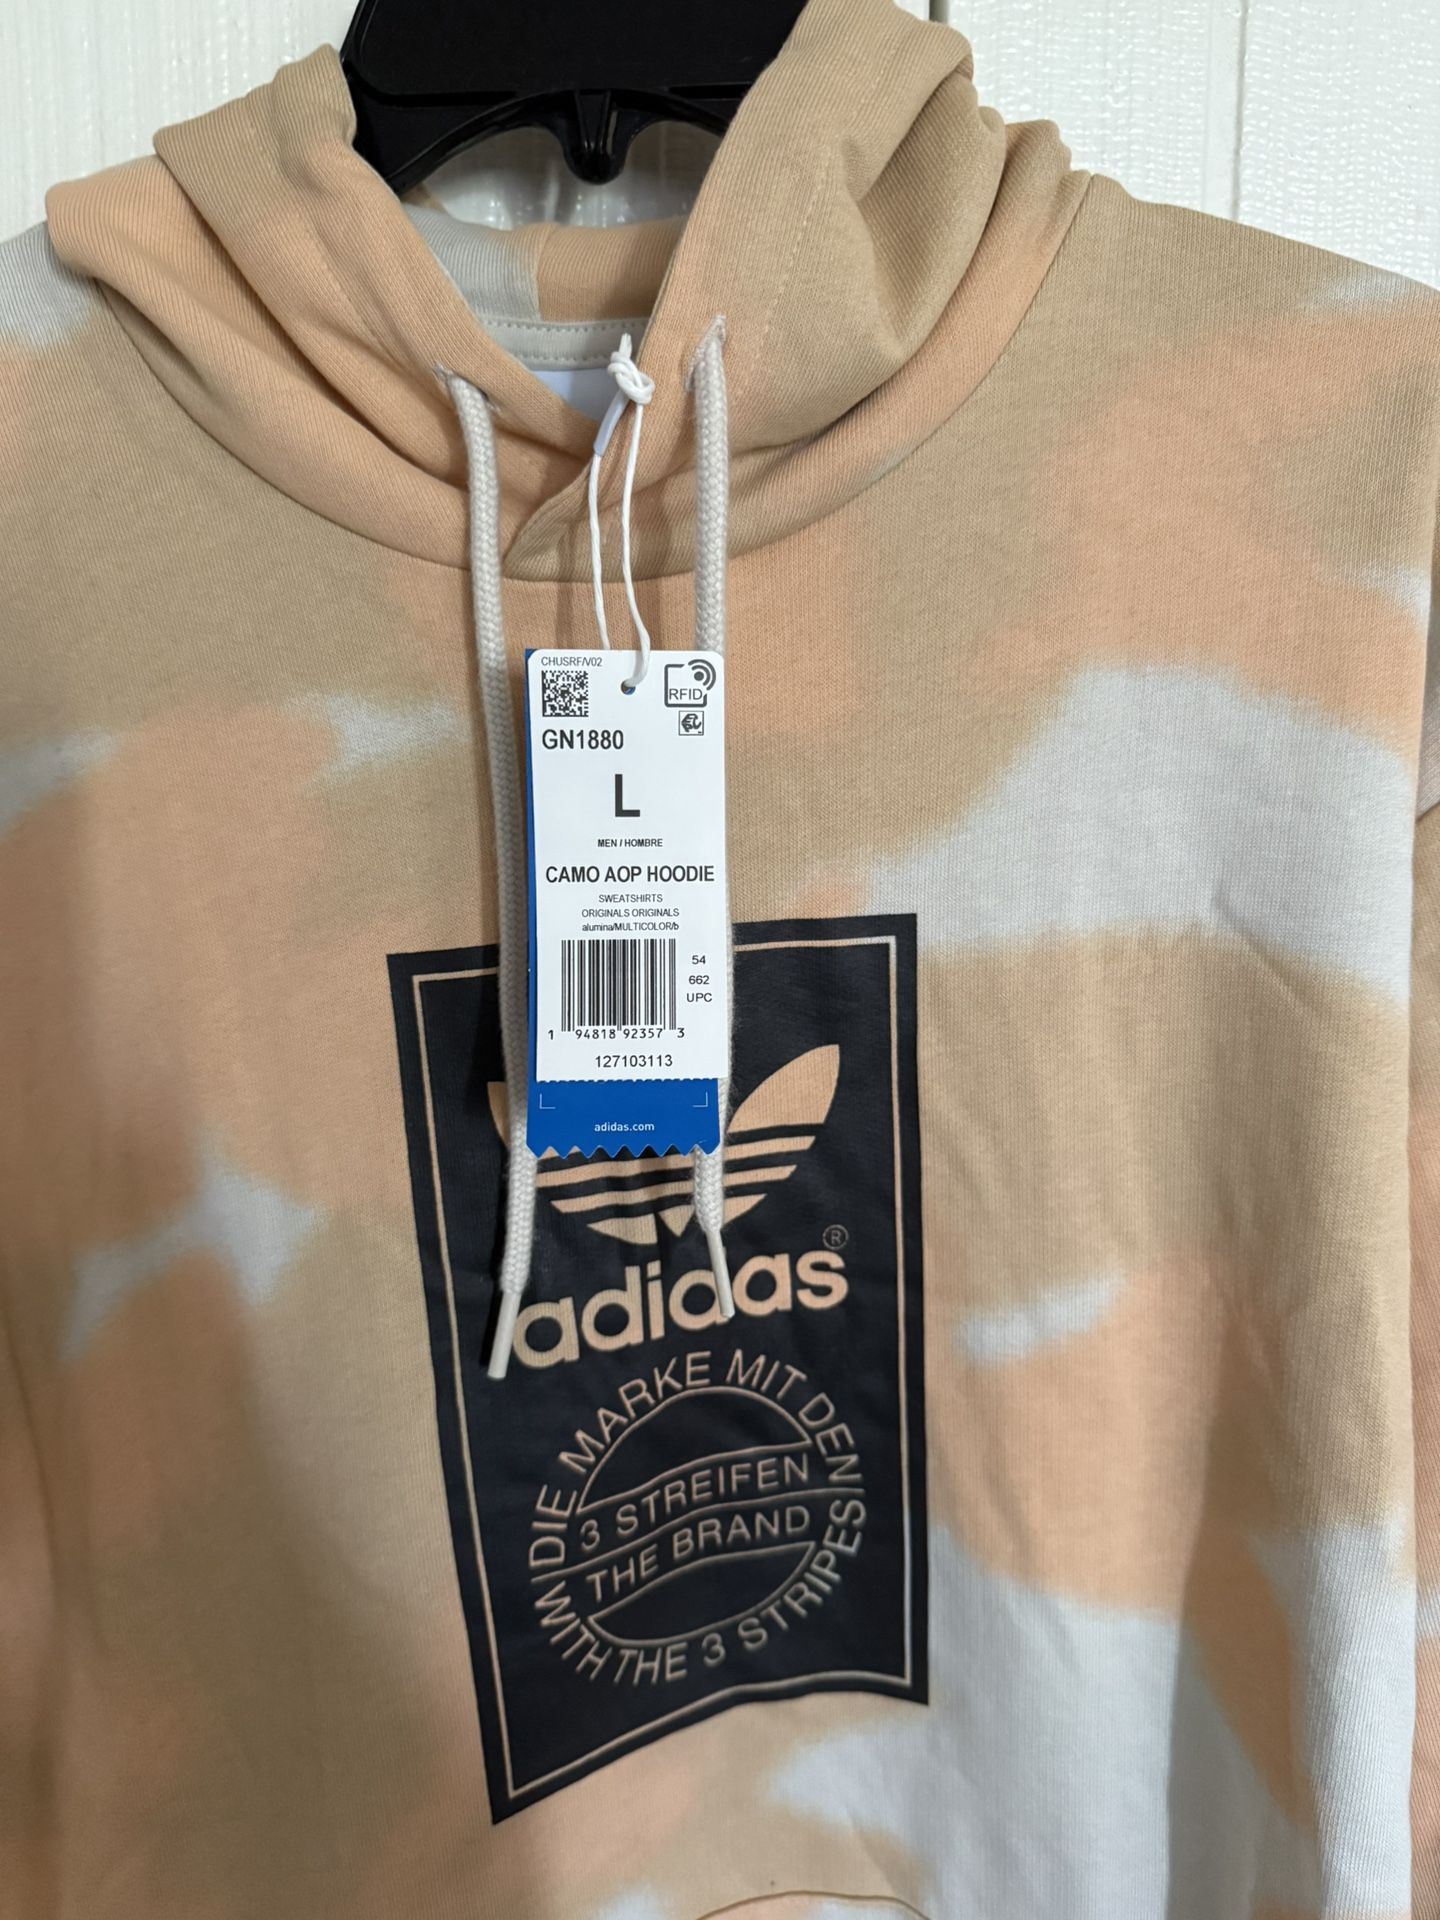 CHUSRF/V02
RFID
GN1880
L
MEN / HOMBRE
CAMO AOP HOODIE
SWEATSHIRTS
ORIGINALS ORIGINALS
alumina/MULTICOLOR/b
54
662
UPC
1 94818 92357 3
127103113
adidas.com
adidas®
DIE MARKE MIT DEN
3 STREIFEN
THE BRAND
WITH THE 3 STRIPES